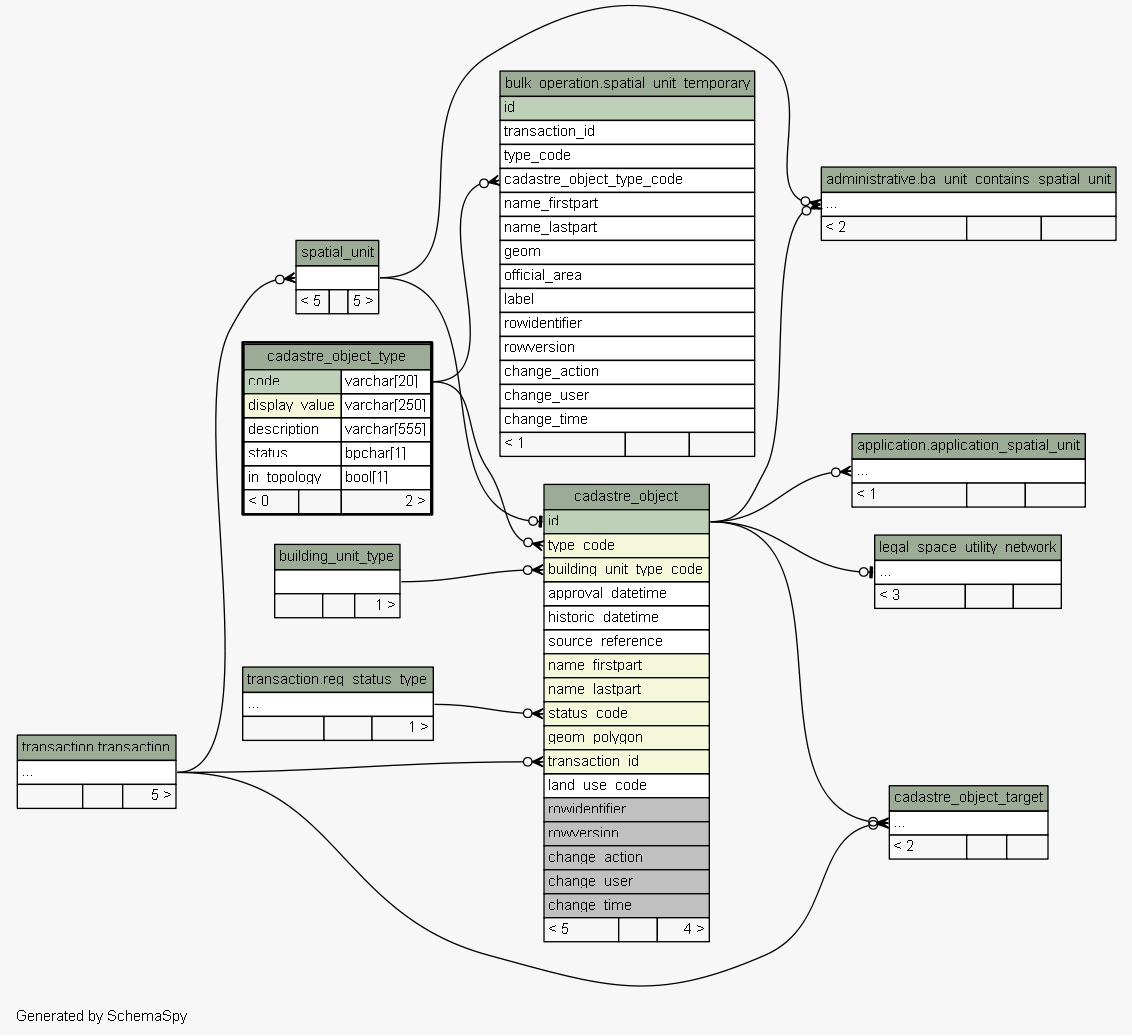 bulk_operation.spatial_unit_temporary
id
transaction_id
type_code
cadastre_object_type_code
name_firstpart
name_lastpart
geom
official_area
label
rowidentifier
rowversion
change_action
change_user
change_time
< 1
administrative.ba_unit_contains_spatial_unit
...
< 2
spatial_unit
< 5 5 >
cadastre_object_type
code varchar[20]
display_value varchar[250]
description varchar[555]
status bpchar[1]
in_topology bool[1]
< 0 2 >
application.application_spatial_unit
...
< 1
cadastre_object
id
type_code
building_unit_type_code
approval_datetime
historic_datetime
source_reference
name_firstpart
name_lastpart
status_code
geom_polygon
transaction_id
land_use_code
rowidentifier
rowversion
change_action
change_user
change_time
< 5 4 >
building_unit_type
1 >
legal_space_utility_network
...
< 3
transaction.reg_status_type
...
1 >
transaction.transaction
...
5 >
cadastre_object_target
...
< 2
Generated by SchemaSpy